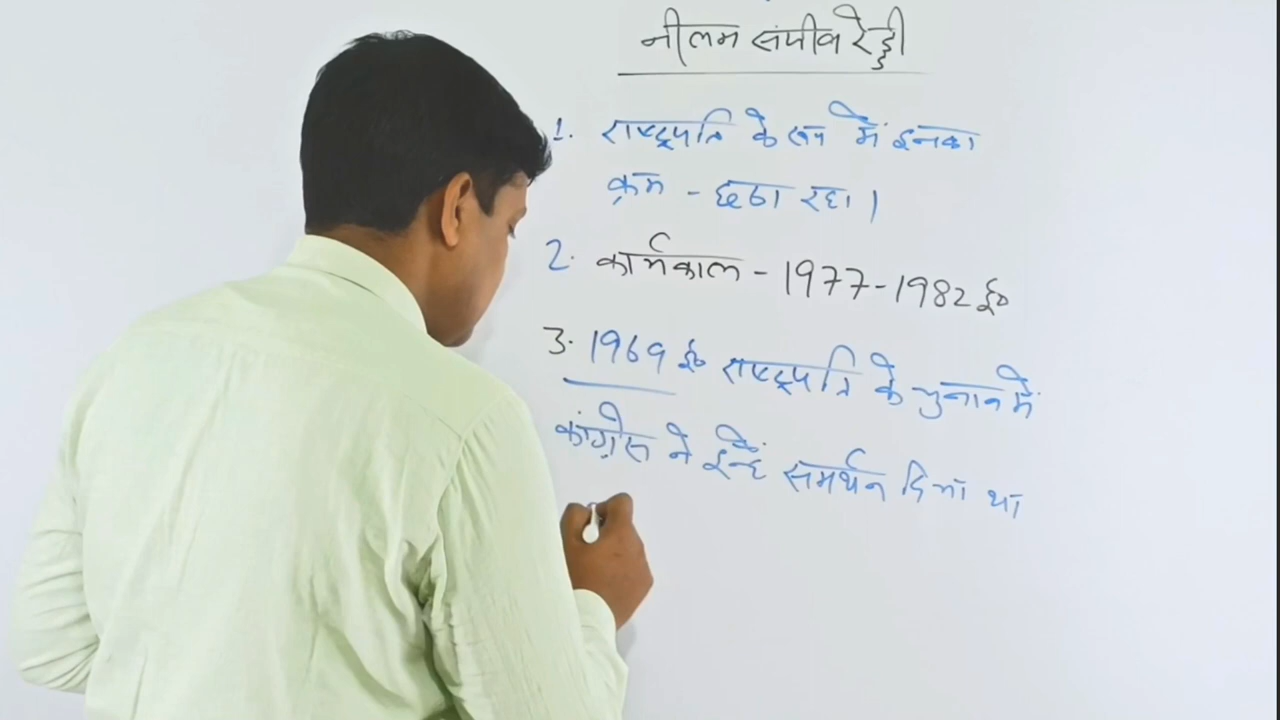 नीलम संजीव रेड्डी
1. राष्ट्रपति के रूप में इनका
क्रम - छठा रहा।
2. कार्यकाल - 1977-1982 ई०
3. 1969 ई० राष्ट्रपति के चुनाव में
कांग्रेस ने इन्हें समर्थन दिया था